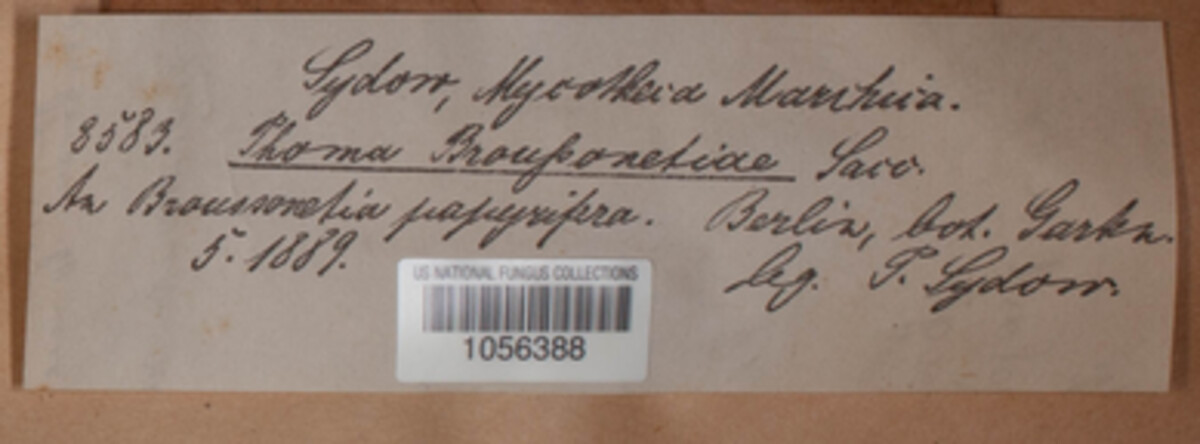 Sydow, Mycotheca Marchica.
8583. Phoma Broußonetiae Sacc.
An Broussonetia papyrifera. Berlin, bot. Garten.
5. 1889. leg. P. Sydow.
US NATIONAL FUNGUS COLLECTIONS
1056388